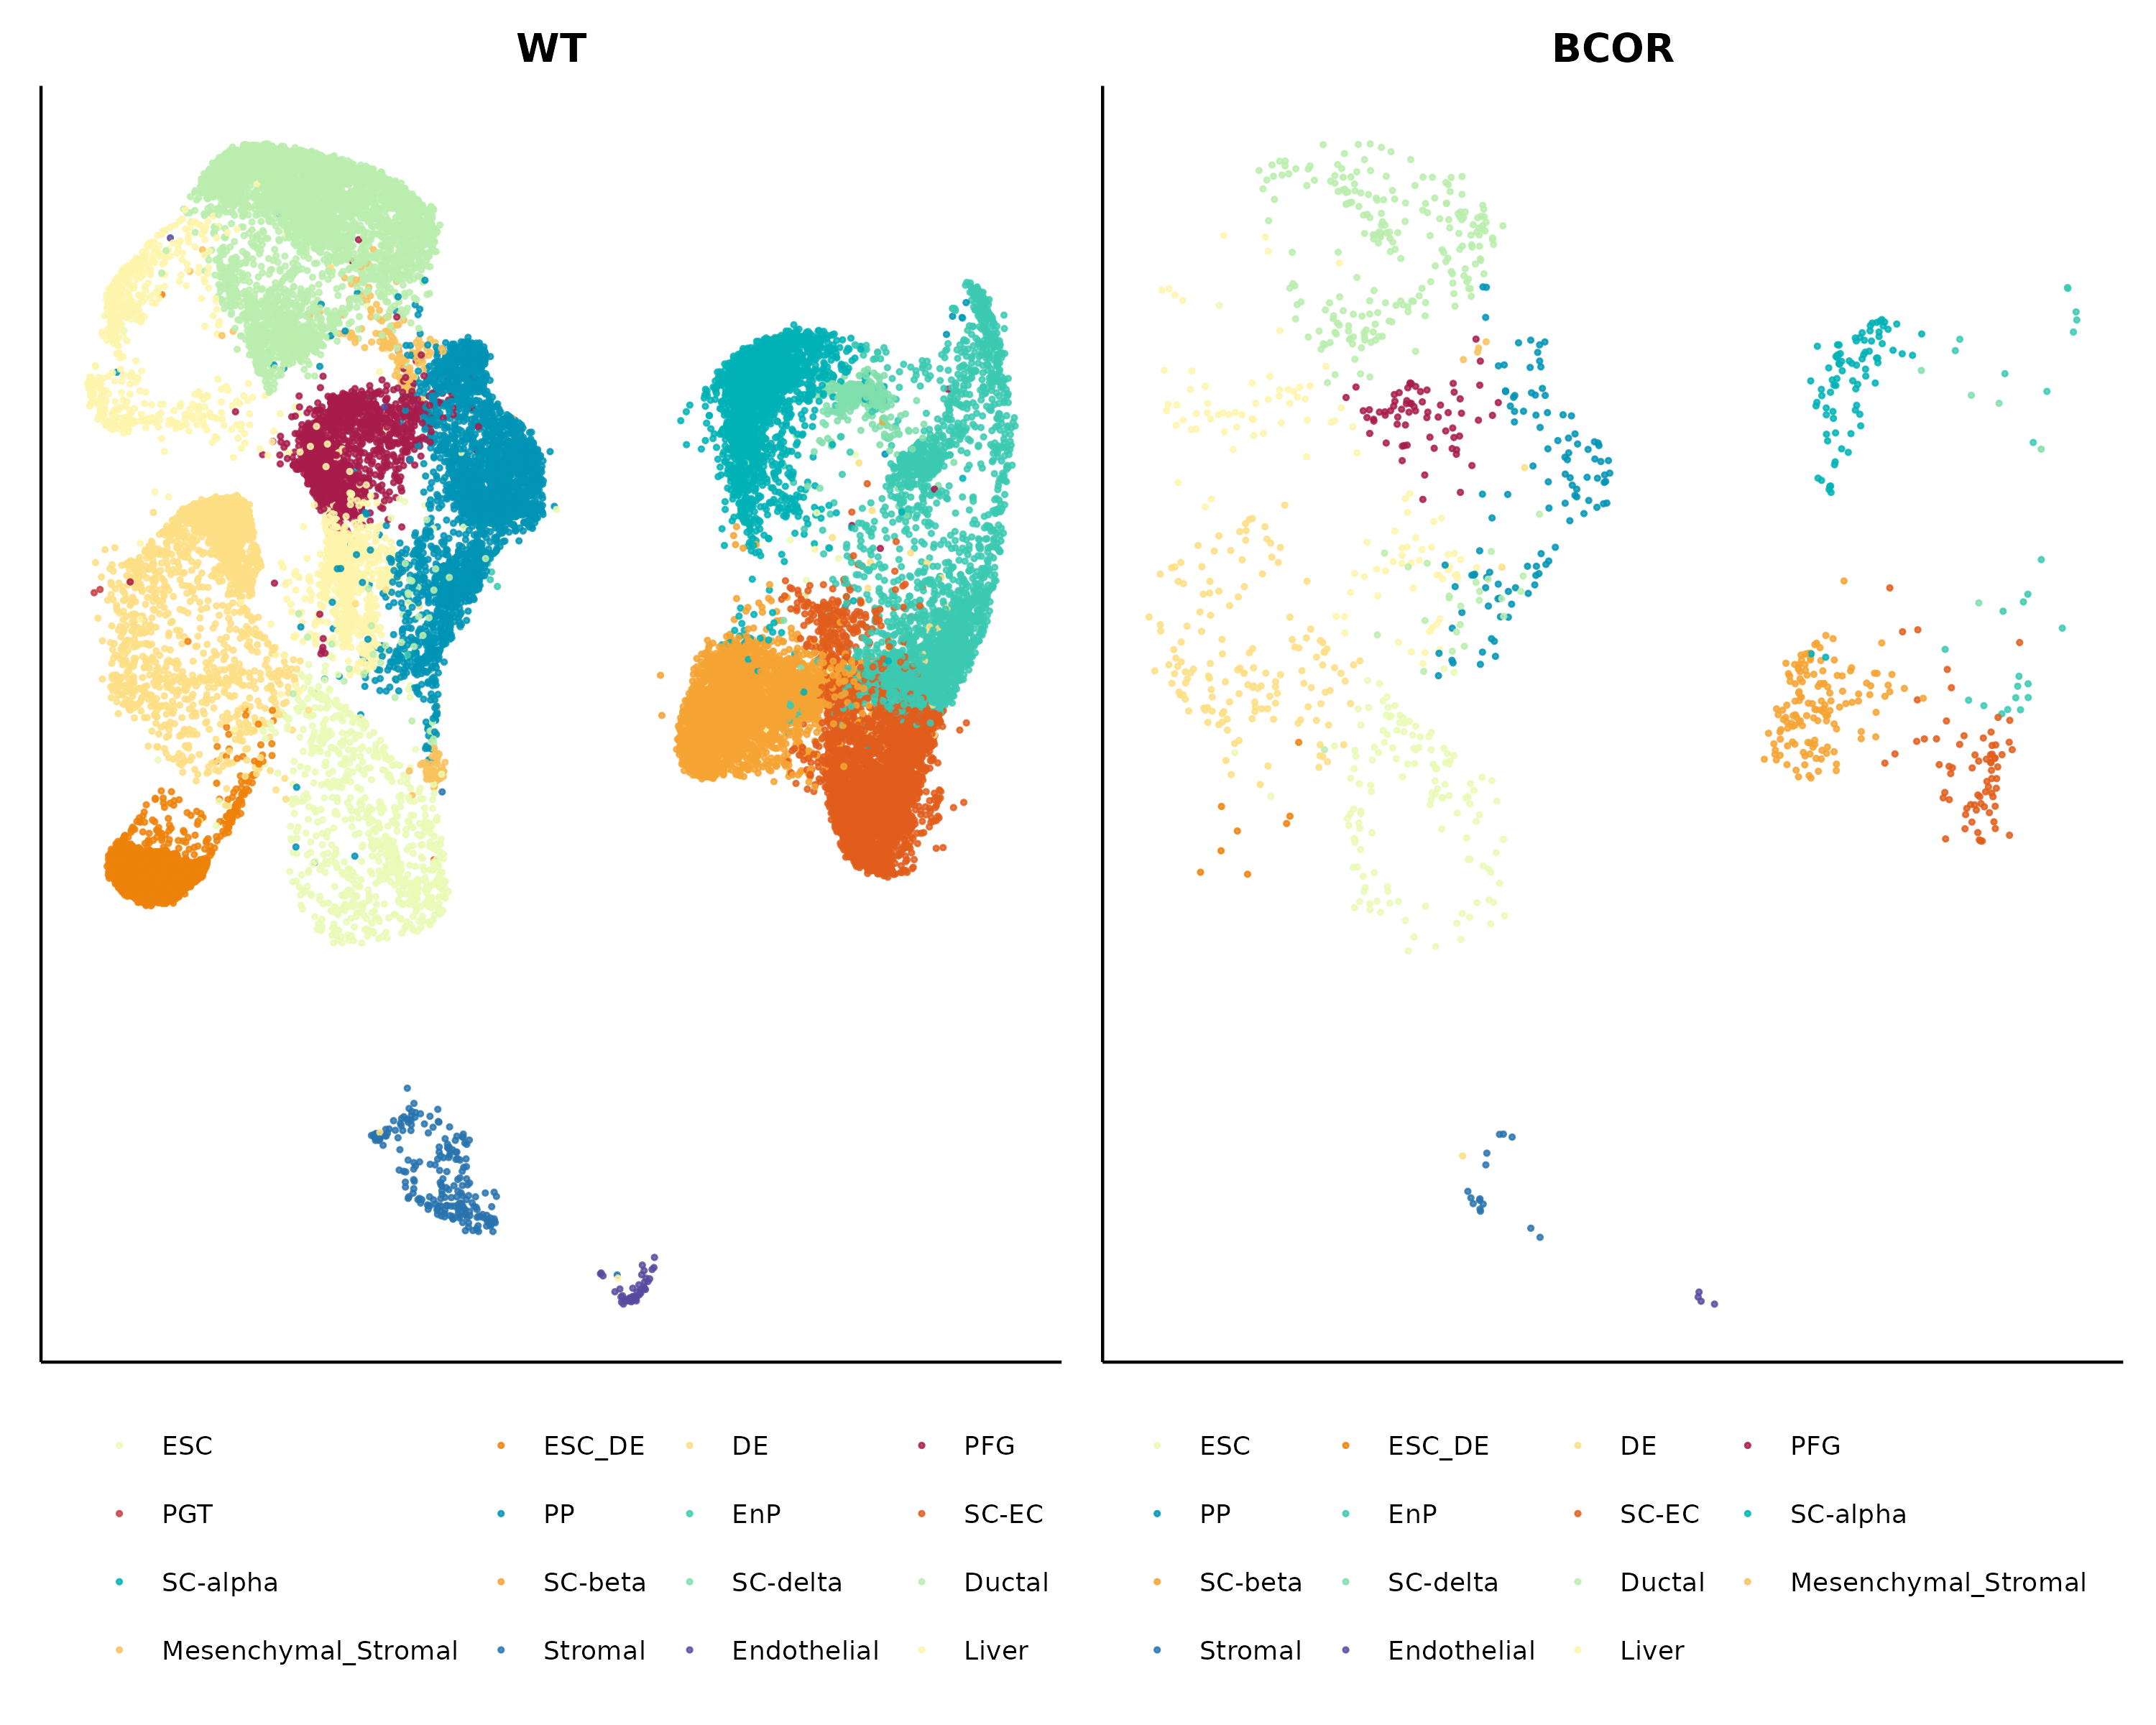 WT BCOR
ESC ESC_DE DE PFG ESC ESC_DE DE PFG
PGT PP EnP SC-EC PP EnP SC-EC SC-alpha
SC-alpha SC-beta SC-delta Ductal SC-beta SC-delta Ductal Mesenchymal_Stromal
Mesenchymal_Stromal Stromal Endothelial Liver Stromal Endothelial Liver